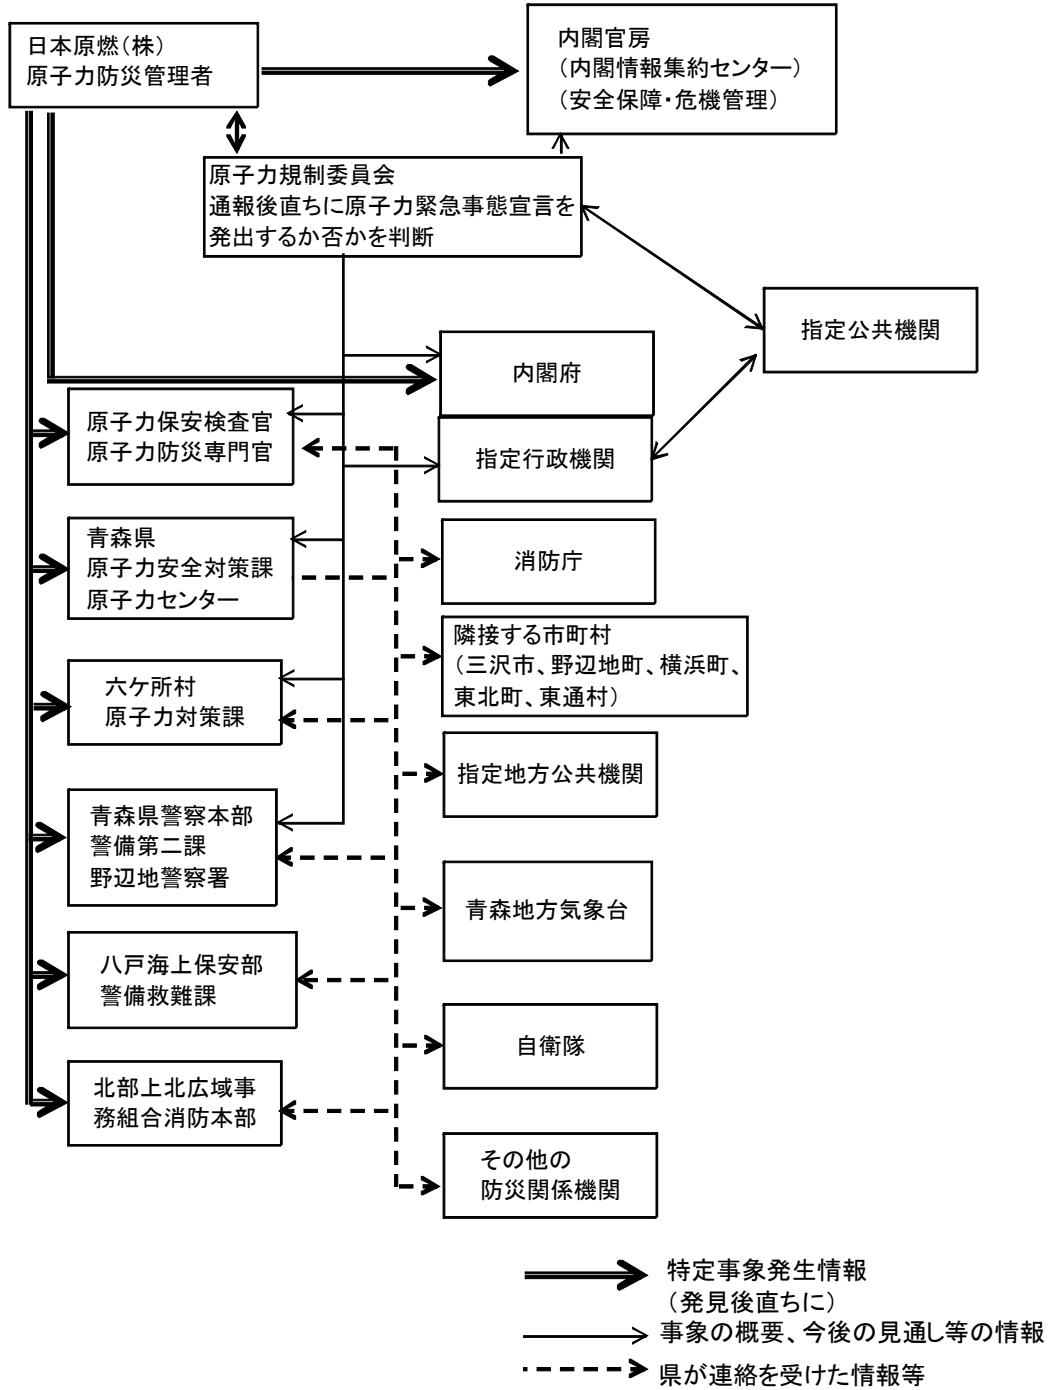 日本原燃（株）
原子力防災管理者
内閣官房
（内閣情報集約センター）
（安全保障・危機管理）
原子力規制委員会
通報後直ちに原子力緊急事態宣言を
発出するか否かを判断
指定公共機関
内閣府
原子力保安検査官
原子力防災専門官
指定行政機関
青森県
原子力安全対策課
原子力センター
消防庁
隣接する市町村
（三沢市、野辺地町、横浜町、
東北町、東通村）
六ケ所村
原子力対策課
指定地方公共機関
青森県警察本部
警備第二課
野辺地警察署
青森地方気象台
八戸海上保安部
警備救難課
自衛隊
北部上北広域事
務組合消防本部
その他の
防災関係機関
特定事象発生情報
（発見後直ちに）
事象の概要、今後の見通し等の情報
県が連絡を受けた情報等